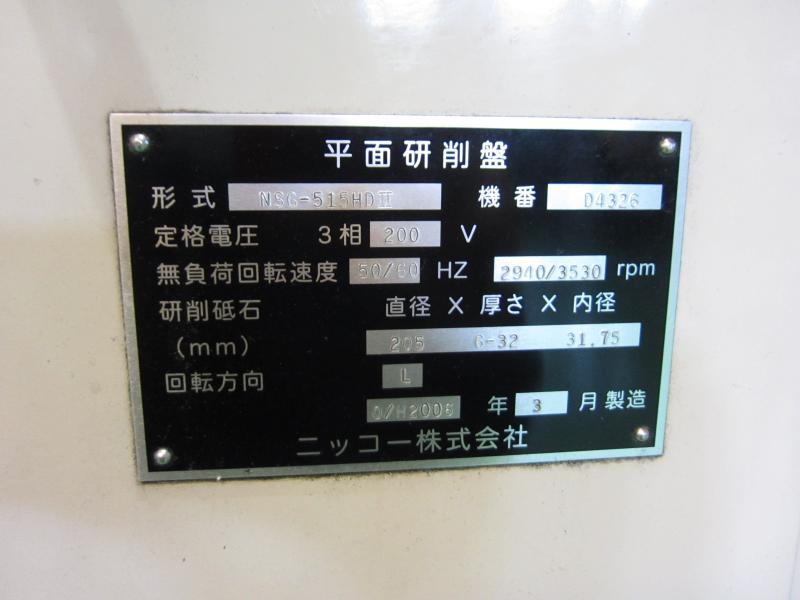 平面研削盤
形式 NSG-515HDⅡ 機番 D4326
定格電圧 3相 200 V
無負荷回転速度 50/60 HZ 2940/3530 rpm
研削砥石 直径 X 厚さ X 内径
(mm) 205 6-32 31.75
回転方向 L
O/H2006 年 3 月製造
ニッコー株式会社